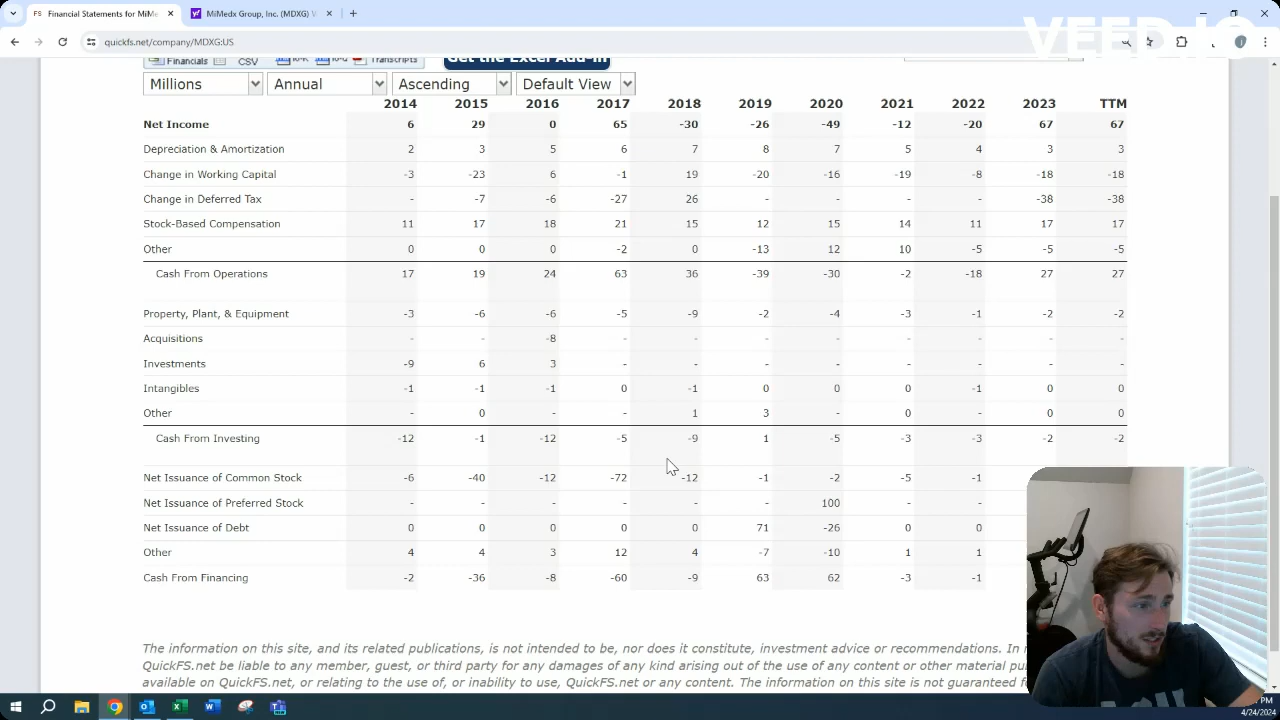 Financial Statements for MiMe
MiMedx Group, Inc. (MDXG) V
VEED.IO
quickfs.net/company/MDXG:US
Financials CSV Transcripts Get the Excel Add-in
Millions Annual Ascending Default View
2014 2015 2016 2017 2018 2019 2020 2021 2022 2023 TTM
Net Income 6 29 0 65 -30 -26 -49 -12 -20 67 67
Depreciation & Amortization 2 3 5 6 7 8 7 5 4 3 3
Change in Working Capital -3 -23 6 -1 19 -20 -16 -19 -8 -18 -18
Change in Deferred Tax - -7 -6 -27 26 - - - - -38 -38
Stock-Based Compensation 11 17 18 21 15 12 15 14 11 17 17
Other 0 0 0 -2 0 -13 12 10 -5 -5 -5
Cash From Operations 17 19 24 63 36 -39 -30 -2 -18 27 27
Property, Plant, & Equipment -3 -6 -6 -5 -9 -2 -4 -3 -1 -2 -2
Acquisitions - - -8 - - - - - - - -
Investments -9 6 3 - - - - - - - -
Intangibles -1 -1 -1 0 -1 0 0 0 -1 0 0
Other - 0 - - 1 3 - 0 - 0 0
Cash From Investing -12 -1 -12 -5 -9 1 -5 -3 -3 -2 -2
Net Issuance of Common Stock -6 -40 -12 -72 -12 -1 -2 -5 -1
Net Issuance of Preferred Stock - - - - - - 100 - -
Net Issuance of Debt 0 0 0 0 0 71 -26 0 0
Other 4 4 3 12 4 -7 -10 1 1
Cash From Financing -2 -36 -8 -60 -9 63 62 -3 -1
The information on this site, and its related publications, is not intended to be, nor does it constitute, investment advice or recommendations. In
QuickFS.net be liable to any member, guest, or third party for any damages of any kind arising out of the use of any content or other material
available on QuickFS.net, or relating to the use of, or inability to use, QuickFS.net or any content. The information on this site is not guaranteed
PM
4/24/2024